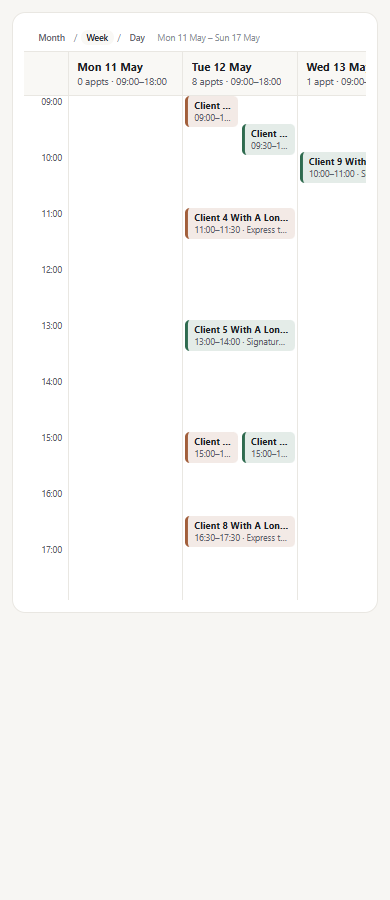 Month / Week / Day Mon 11 May – Sun 17 May
Mon 11 May
0 appts · 09:00–18:00
Tue 12 May
8 appts · 09:00–18:00
Wed 13 Ma
1 appt · 09:00-
09:00
Client ...
09:00–1...
Client ...
09:30–1...
10:00
Client 9 With
10:00–11:00 · S
11:00
Client 4 With A Lon...
11:00–11:30 · Express t...
12:00
13:00
Client 5 With A Lon...
13:00–14:00 · Signatur...
14:00
15:00
Client ...
15:00–1...
Client ...
15:00–1...
16:00
Client 8 With A Lon...
16:30–17:30 · Express t...
17:00